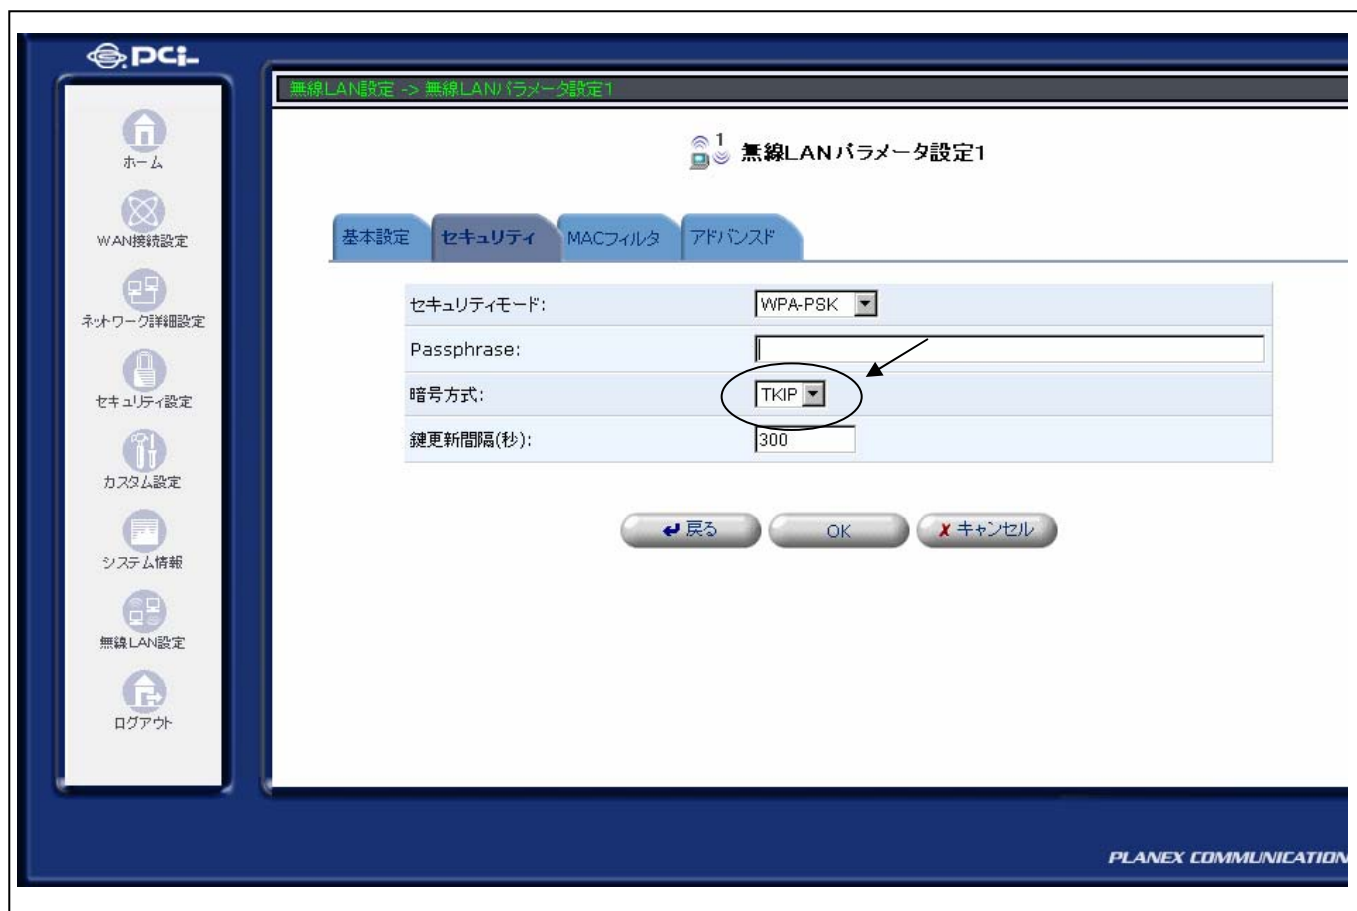 PCi
無線LAN設定 -> 無線LANパラメータ設定1
ホーム
WAN接続設定
ネットワーク詳細設定
セキュリティ設定
カスタム設定
システム情報
無線LAN設定
ログアウト
1
無線LANパラメータ設定1
基本設定 セキュリティ MACフィルタ アドバンスド
セキュリティモード: WPA-PSK
Passphrase:
暗号方式: TKIP
鍵更新間隔(秒): 300
戻る OK キャンセル
PLANEX COMMUNICATION